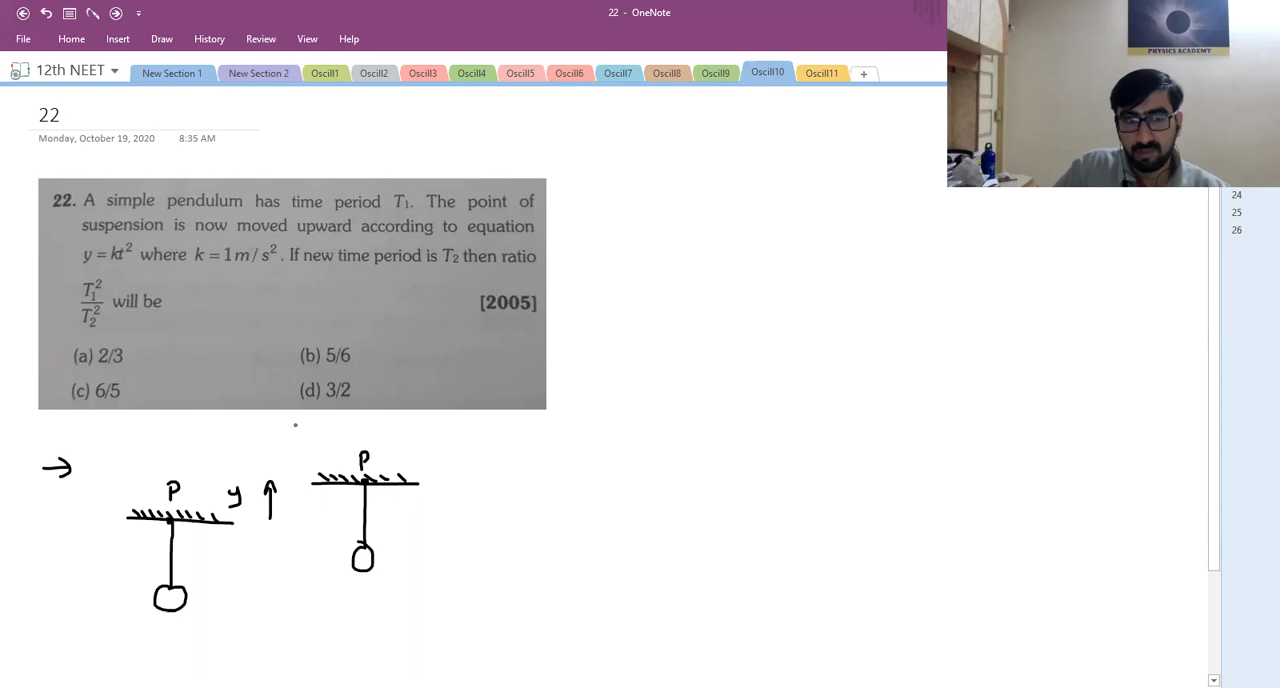 22 - OneNote
File Home Insert Draw History Review View Help
12th NEET New Section 1 New Section 2 Oscill1 Oscill2 Oscill3 Oscill4 Oscill5 Oscill6 Oscill7 Oscill8 Oscill9 Oscill10 Oscill11 +
PHYSICS ACADEMY
22
Monday, October 19, 2020 8:35 AM
22. A simple pendulum has time period T₁. The point of
suspension is now moved upward according to equation
y = kt² where k = 1 m/s². If new time period is T₂ then ratio
T₁²/T₂² will be [2005]
(a) 2/3 (b) 5/6
(c) 6/5 (d) 3/2
→
P y ↑ P
24
25
26